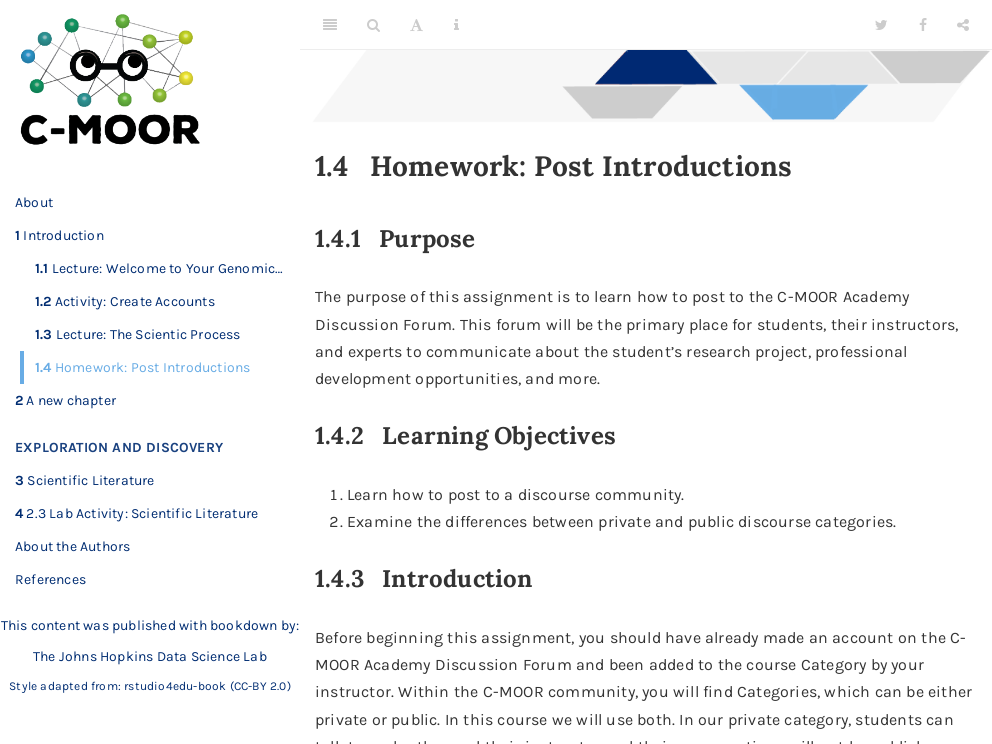 C-MOOR
About
1 Introduction
1.1 Lecture: Welcome to Your Genomic…
1.2 Activity: Create Accounts
1.3 Lecture: The Scientic Process
1.4 Homework: Post Introductions
2 A new chapter
EXPLORATION AND DISCOVERY
3 Scientific Literature
4 2.3 Lab Activity: Scientific Literature
About the Authors
References
This content was published with bookdown by:
The Johns Hopkins Data Science Lab
Style adapted from: rstudio4edu-book (CC-BY 2.0)
A
1.4 Homework: Post Introductions
1.4.1 Purpose
The purpose of this assignment is to learn how to post to the C-MOOR Academy
Discussion Forum. This forum will be the primary place for students, their instructors,
and experts to communicate about the student’s research project, professional
development opportunities, and more.
1.4.2 Learning Objectives
1. Learn how to post to a discourse community.
2. Examine the differences between private and public discourse categories.
1.4.3 Introduction
Before beginning this assignment, you should have already made an account on the C-
MOOR Academy Discussion Forum and been added to the course Category by your
instructor. Within the C-MOOR community, you will find Categories, which can be either
private or public. In this course we will use both. In our private category, students can